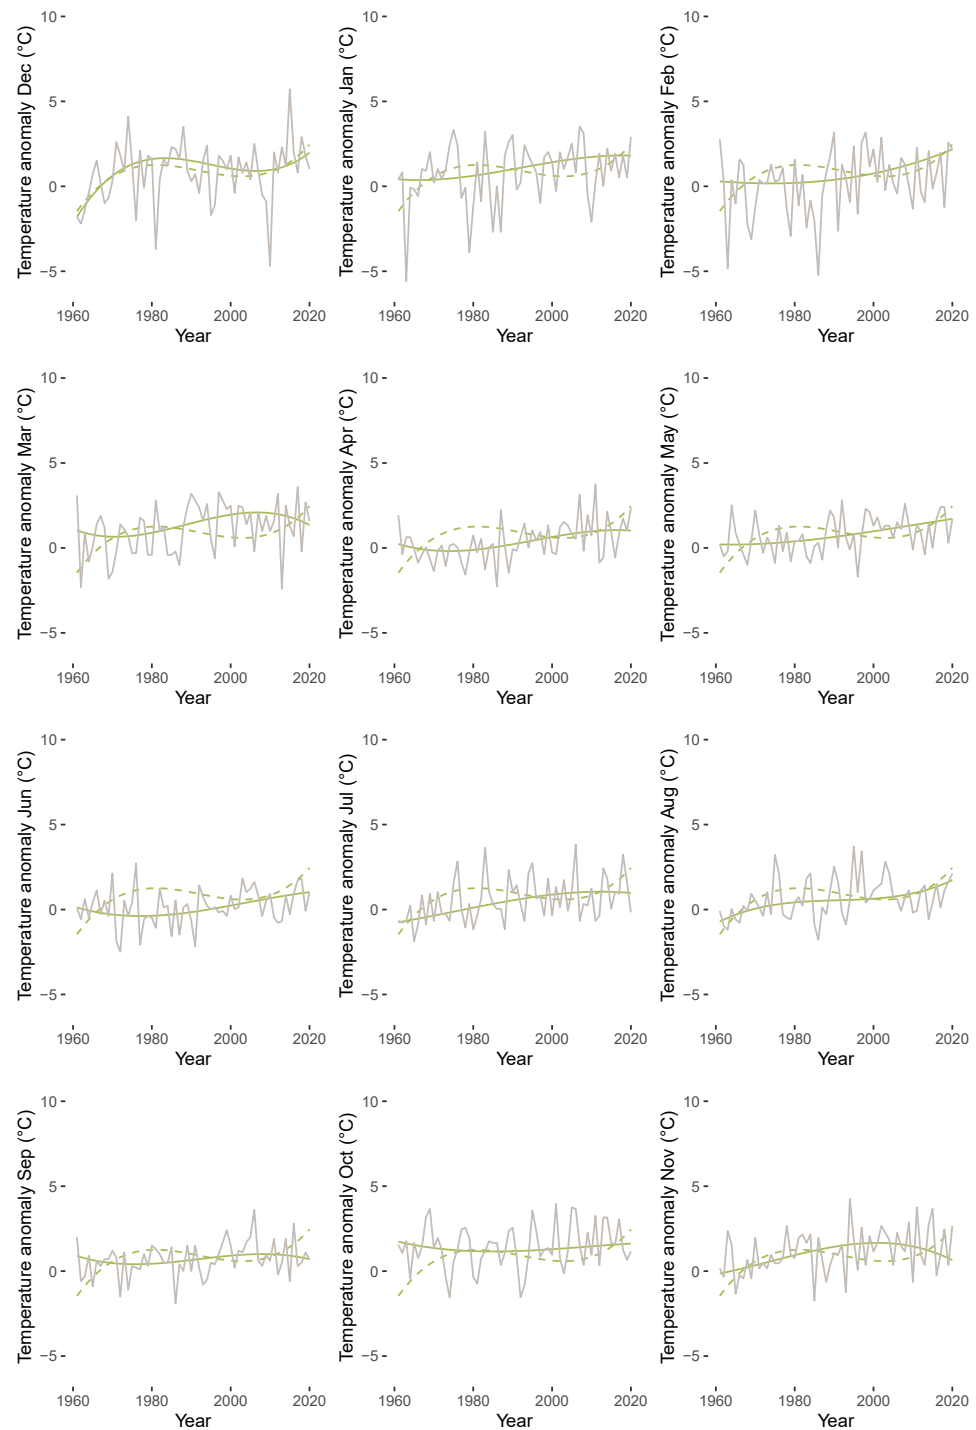 Temperature anomaly Dec (°C)
10
5
0
−5
1960 1980 2000 2020
Year
Temperature anomaly Jan (°C)
10
5
0
−5
1960 1980 2000 2020
Year
Temperature anomaly Feb (°C)
10
5
0
−5
1960 1980 2000 2020
Year
Temperature anomaly Mar (°C)
10
5
0
−5
1960 1980 2000 2020
Year
Temperature anomaly Apr (°C)
10
5
0
−5
1960 1980 2000 2020
Year
Temperature anomaly May (°C)
10
5
0
−5
1960 1980 2000 2020
Year
Temperature anomaly Jun (°C)
10
5
0
−5
1960 1980 2000 2020
Year
Temperature anomaly Jul (°C)
10
5
0
−5
1960 1980 2000 2020
Year
Temperature anomaly Aug (°C)
10
5
0
−5
1960 1980 2000 2020
Year
Temperature anomaly Sep (°C)
10
5
0
−5
1960 1980 2000 2020
Year
Temperature anomaly Oct (°C)
10
5
0
−5
1960 1980 2000 2020
Year
Temperature anomaly Nov (°C)
10
5
0
−5
1960 1980 2000 2020
Year